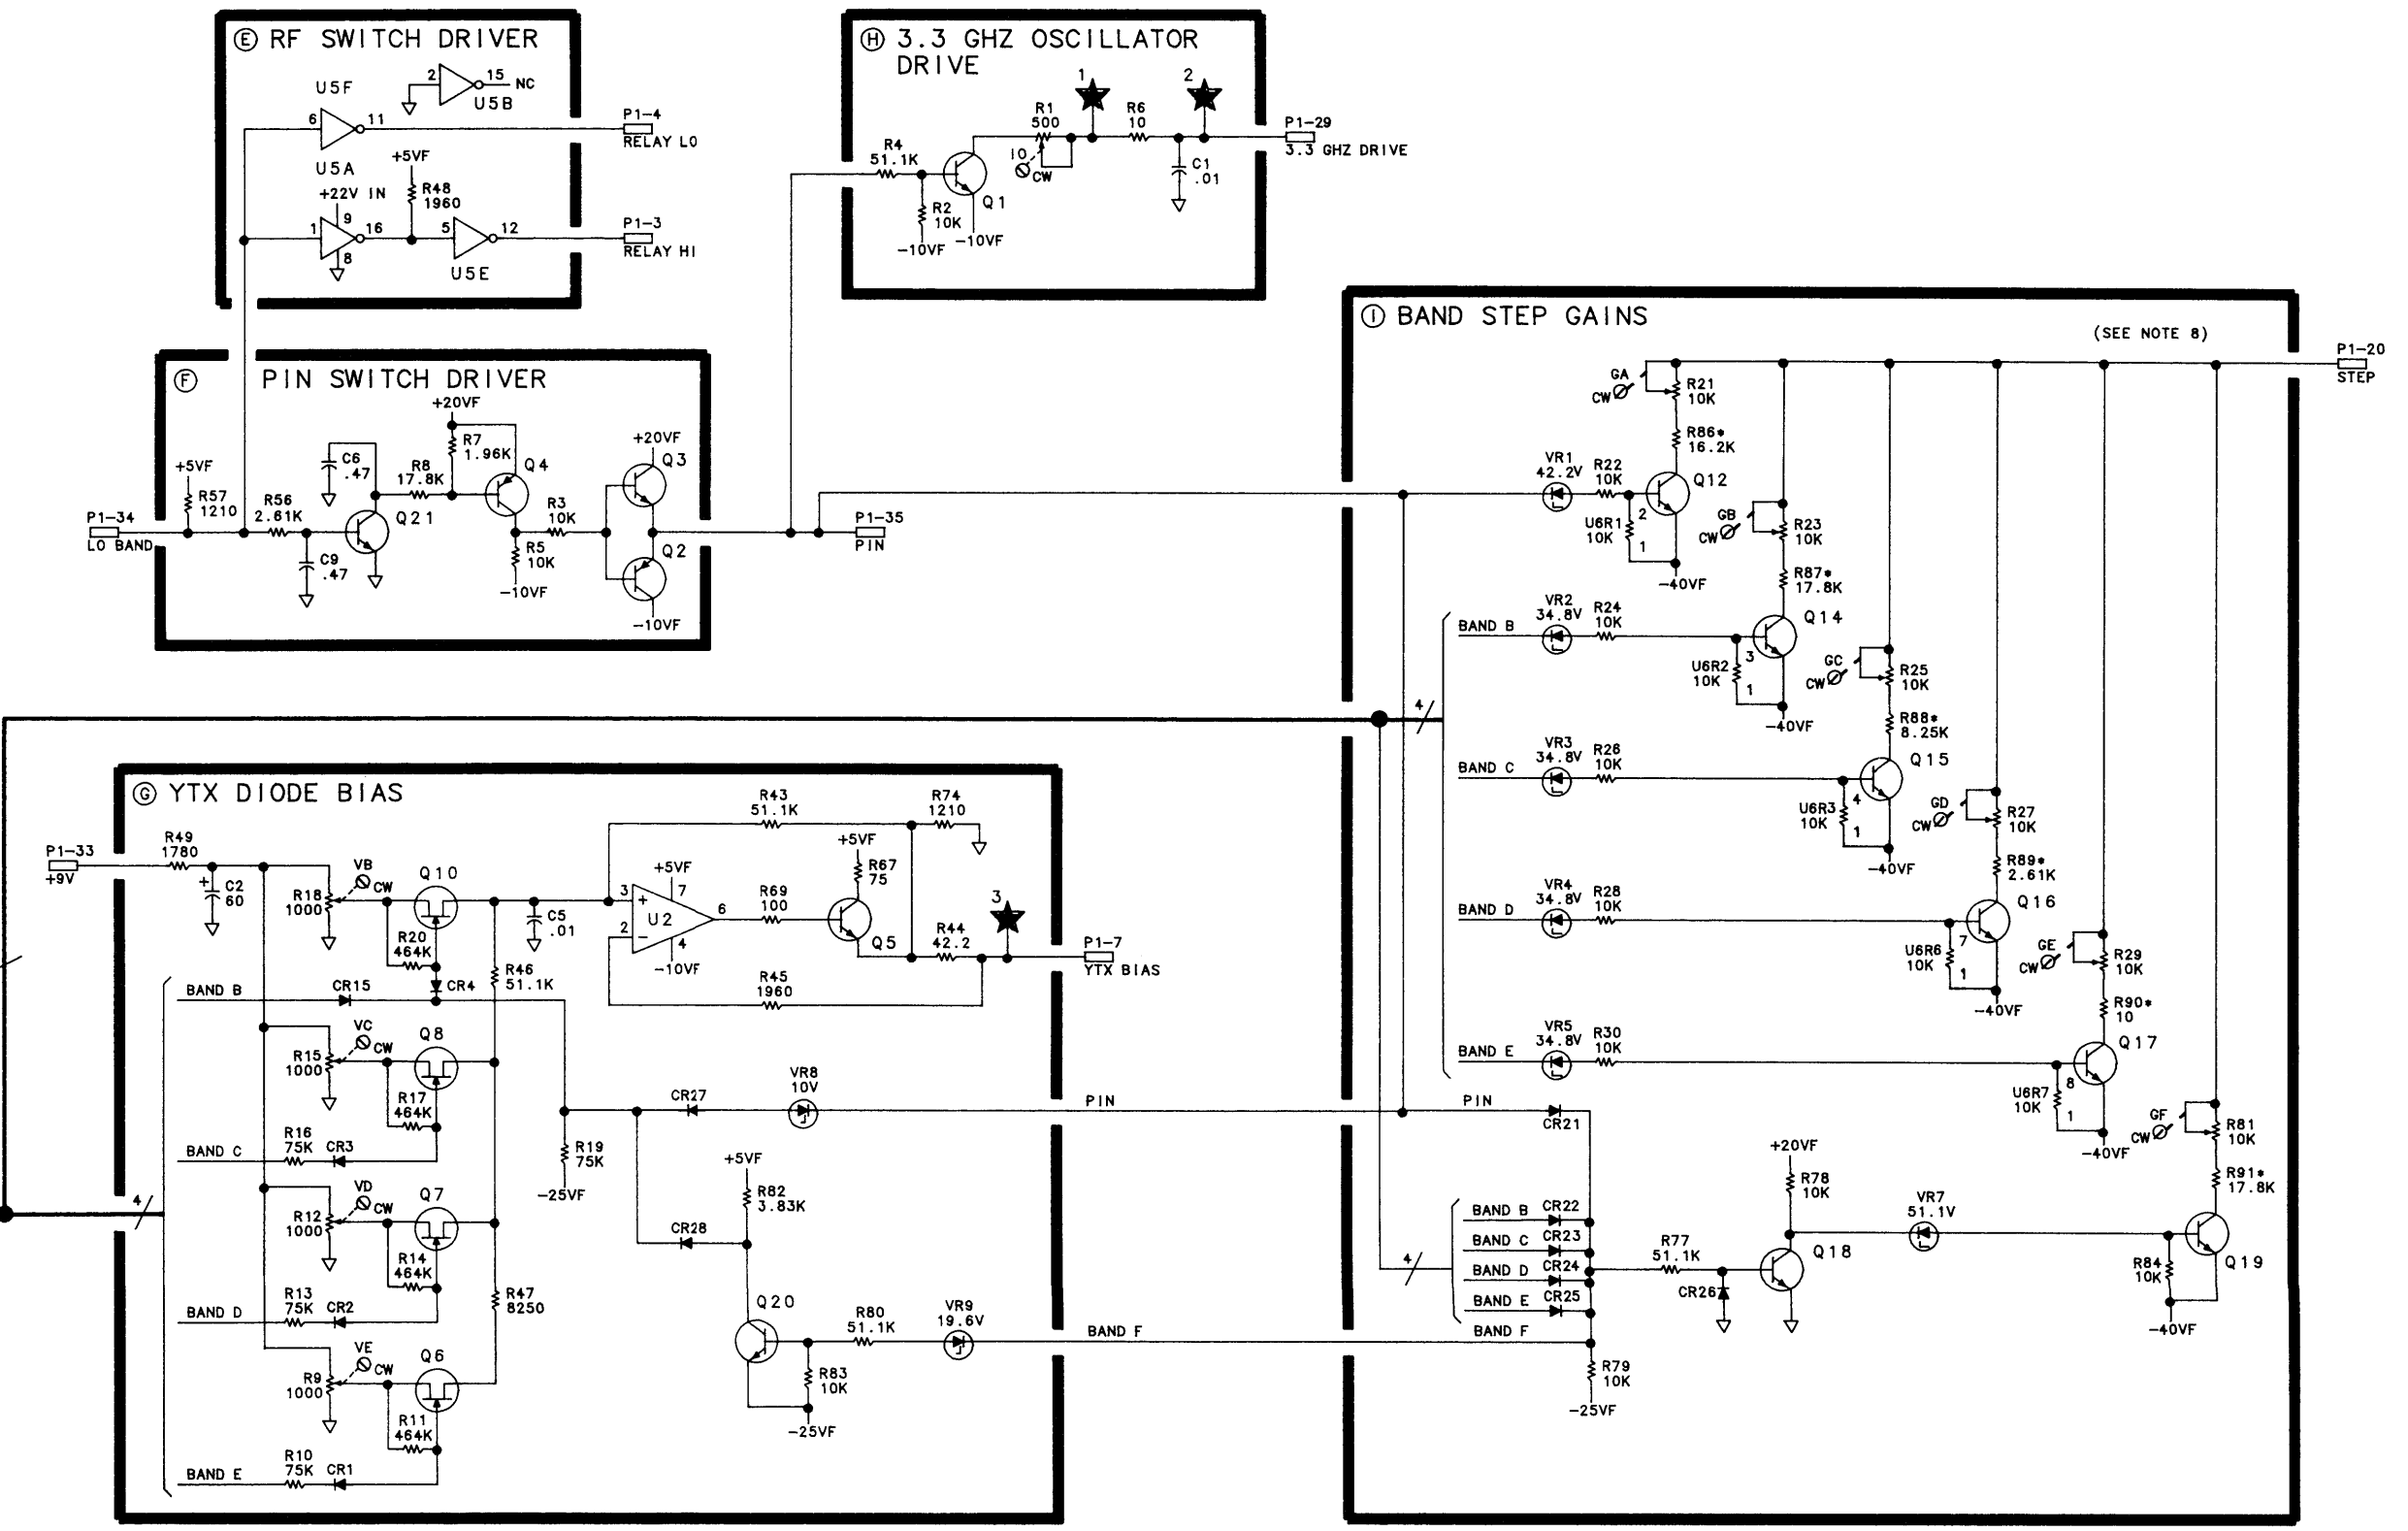 E RF SWITCH DRIVER
2
15
NC
U5B
U5F
6
11
P1-4
RELAY LO
U5A
+5VF
+22V IN
R48
1960
9
1
16
5
12
8
U5E
P1-3
RELAY HI
H 3.3 GHZ OSCILLATOR
DRIVE
1
2
R1
500
R6
10
P1-29
3.3 GHZ DRIVE
R4
51.1K
IO
CW
C1
.01
R2
10K
Q1
-10VF
-10VF
F PIN SWITCH DRIVER
+20VF
R7
1.96K
+20VF
Q3
C6
.47
R8
17.8K
Q4
+5VF
R57
1210
R56
2.61K
Q21
R3
10K
P1-34
LO BAND
C9
.47
R5
10K
-10VF
Q2
-10VF
P1-35
PIN
I BAND STEP GAINS
(SEE NOTE 8)
P1-20
STEP
GA
CW
R21
10K
R86*
16.2K
VR1
42.2V
R22
10K
Q12
U6R1
10K
2
1
-40VF
GB
CW
R23
10K
R87*
17.8K
BAND B
VR2
34.8V
R24
10K
Q14
U6R2
10K
3
1
-40VF
GC
CW
R25
10K
R88*
8.25K
4
BAND C
VR3
34.8V
R26
10K
Q15
U6R3
10K
4
1
-40VF
GD
CW
R27
10K
R89*
2.61K
BAND D
VR4
34.8V
R28
10K
Q16
U6R6
10K
7
1
-40VF
GE
CW
R29
10K
R90*
10
BAND E
VR5
34.8V
R30
10K
Q17
U6R7
10K
8
1
-40VF
GF
CW
R81
10K
R91*
17.8K
PIN
CR21
+20VF
R78
10K
VR7
51.1V
4
BAND B
CR22
BAND C
CR23
BAND D
CR24
BAND E
CR25
BAND F
R77
51.1K
Q18
CR26
R84
10K
Q19
-40VF
R79
10K
-25VF
G YTX DIODE BIAS
R43
51.1K
R74
1210
P1-33
+9V
R49
1780
+
C2
60
VB
CW
R18
1000
Q10
R20
464K
C5
.01
+5VF
3
+
7
U2
6
2
-
4
-10VF
R69
100
+5VF
R67
75
Q5
R44
42.2
3
P1-7
YTX BIAS
R46
51.1K
R45
1960
BAND B
CR15
CR4
VC
CW
R15
1000
Q8
R17
464K
BAND C
R16
75K
CR3
CR27
VR8
10V
PIN
R19
75K
-25VF
+5VF
R82
3.83K
CR28
4
VD
CW
R12
1000
Q7
R14
464K
BAND D
R13
75K
CR2
R47
8250
Q20
R80
51.1K
VR9
19.6V
BAND F
R83
10K
-25VF
VE
CW
R9
1000
Q6
R11
464K
BAND E
R10
75K
CR1